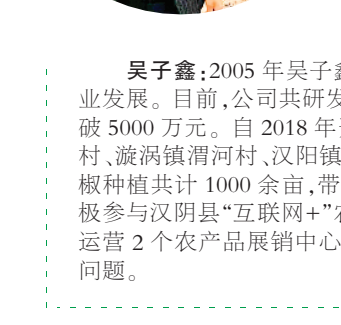 吴子鑫:2005 年吴子鑫
业发展。目前,公司共研发
破 5000 万元。自 2018 年
村、漩涡镇渭河村、汉阳镇
椒种植共计 1000 余亩,带
极参与汉阴县“互联网+”农
运营 2 个农产品展销中心
问题。